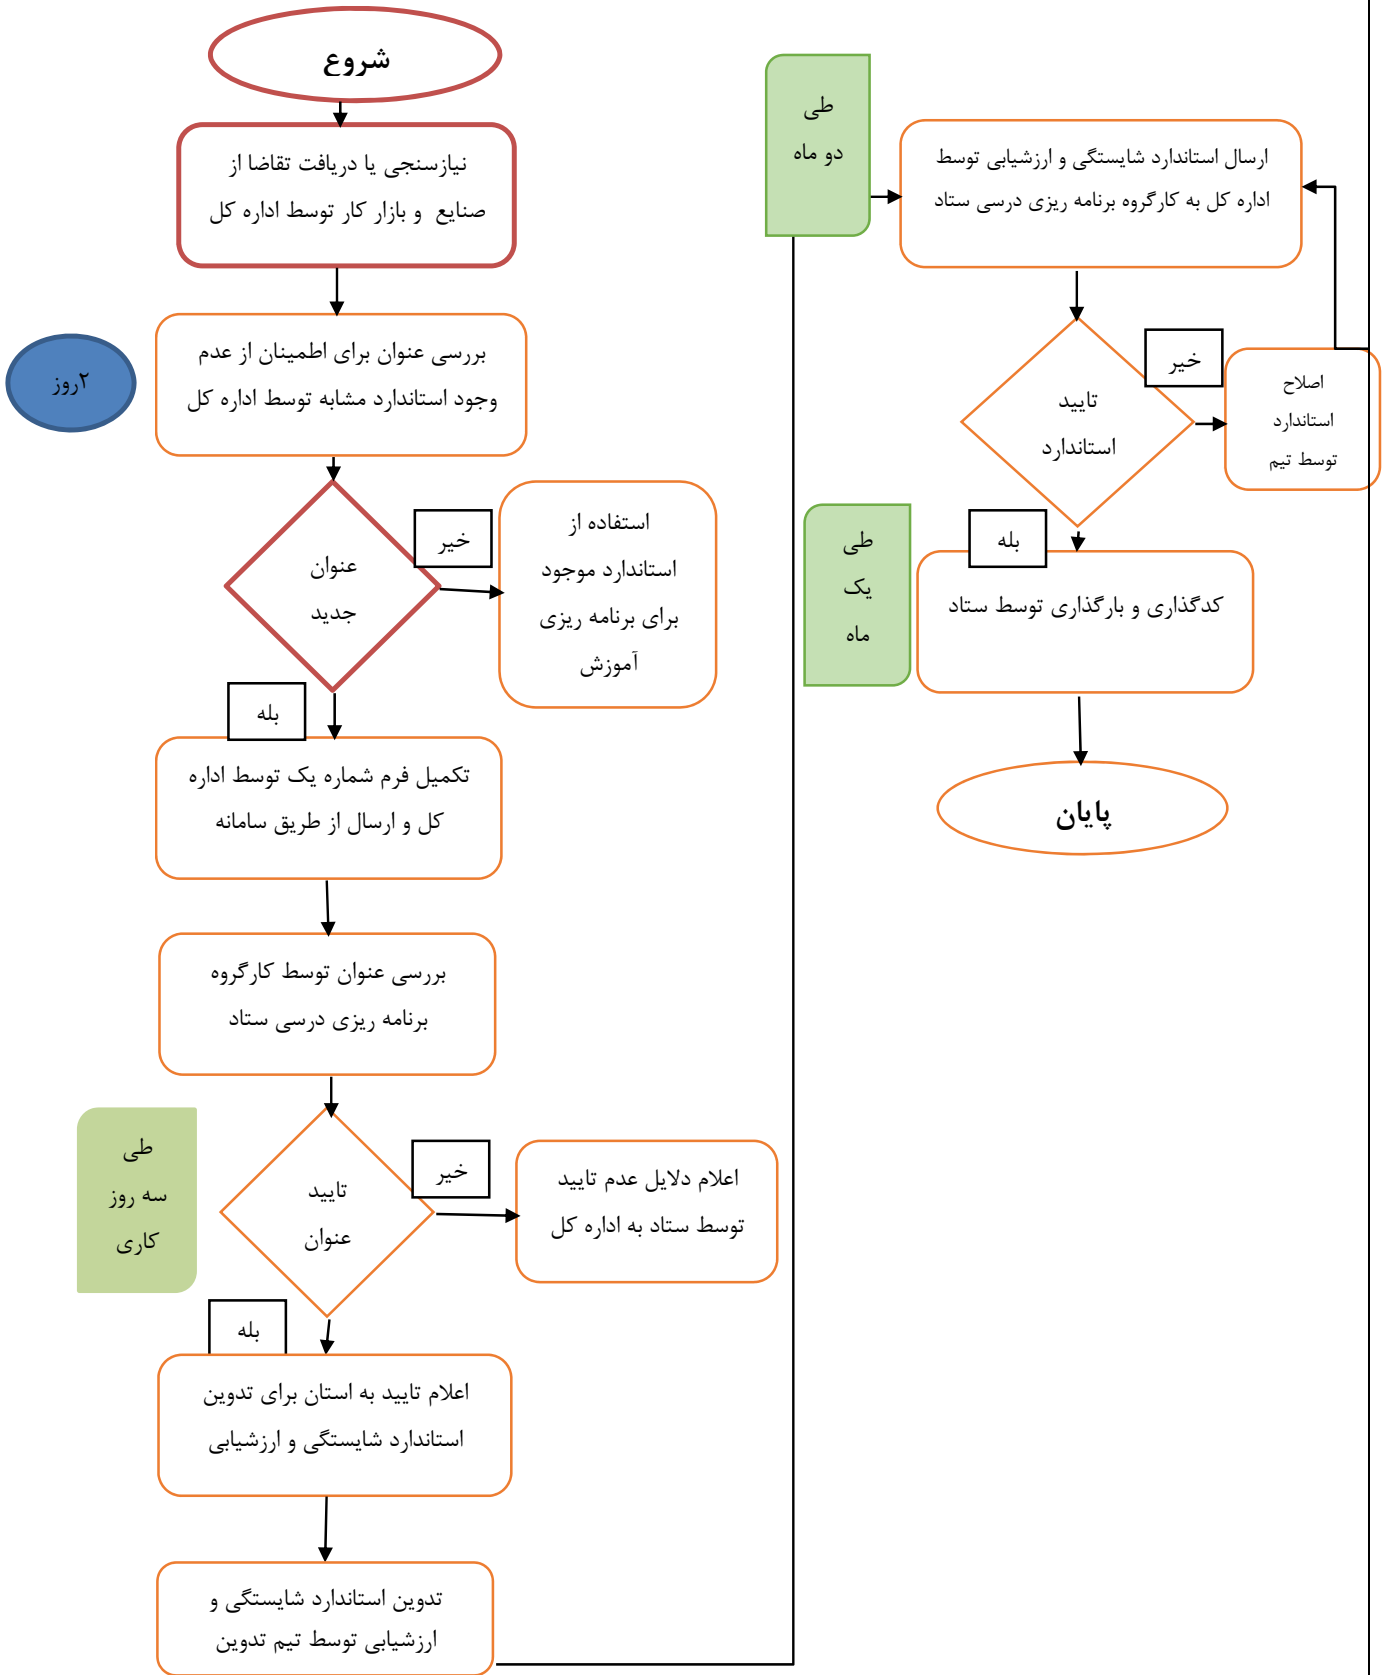 شروع
نیازسنجی یا دریافت تقاضا از
صنایع و بازار کار توسط اداره کل
بررسی عنوان برای اطمینان از عدم
وجود استاندارد مشابه توسط اداره کل
۲روز
عنوان
جدید
خیر
استفاده از
استاندارد موجود
برای برنامه ریزی
آموزش
بله
تکمیل فرم شماره یک توسط اداره
کل و ارسال از طریق سامانه
بررسی عنوان توسط کارگروه
برنامه ریزی درسی ستاد
طی
سه روز
کاری
تایید
عنوان
خیر
اعلام دلایل عدم تایید
توسط ستاد به اداره کل
بله
اعلام تایید به استان برای تدوین
استاندارد شایستگی و ارزشیابی
تدوین استاندارد شایستگی و
ارزشیابی توسط تیم تدوین
طی
دو ماه
ارسال استاندارد شایستگی و ارزشیابی توسط
اداره کل به کارگروه برنامه ریزی درسی ستاد
تایید
استاندارد
خیر
اصلاح
استاندارد
توسط تیم
بله
طی
یک
ماه
کدگذاری و بارگذاری توسط ستاد
پایان